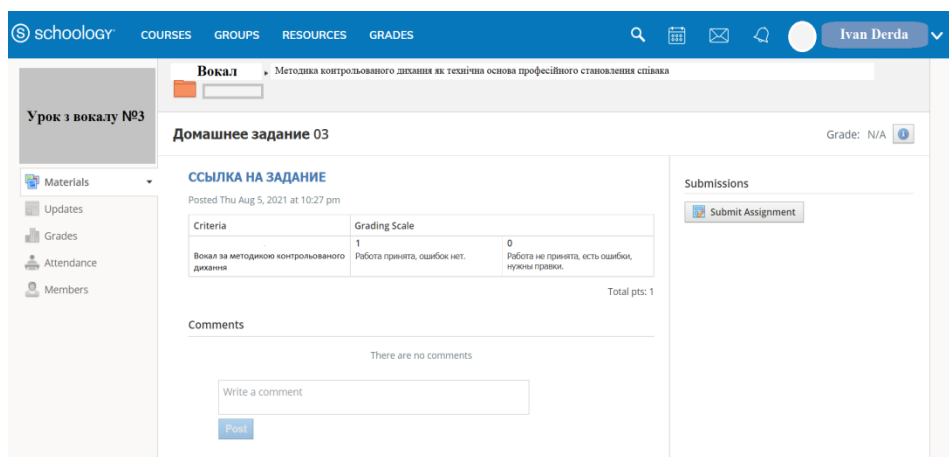 schoology COURSES GROUPS RESOURCES GRADES Ivan Derda
Вокал Методика контрольованого дихання як технічна основа професійного становлення співака
Урок з вокалу №3
Домашнее задание 03
Grade: N/A
Materials
Updates
Grades
Attendance
Members
ССЫЛКА НА ЗАДАНИЕ
Posted Thu Aug 5, 2021 at 10:27 pm
Criteria Grading Scale
1 0
Вокал за методикою контрольованого Работа принята, ошибок нет. Работа не принята, есть ошибки,
дихання нужны правки.
Total pts: 1
Comments
There are no comments
Write a comment
Post
Submissions
Submit Assignment